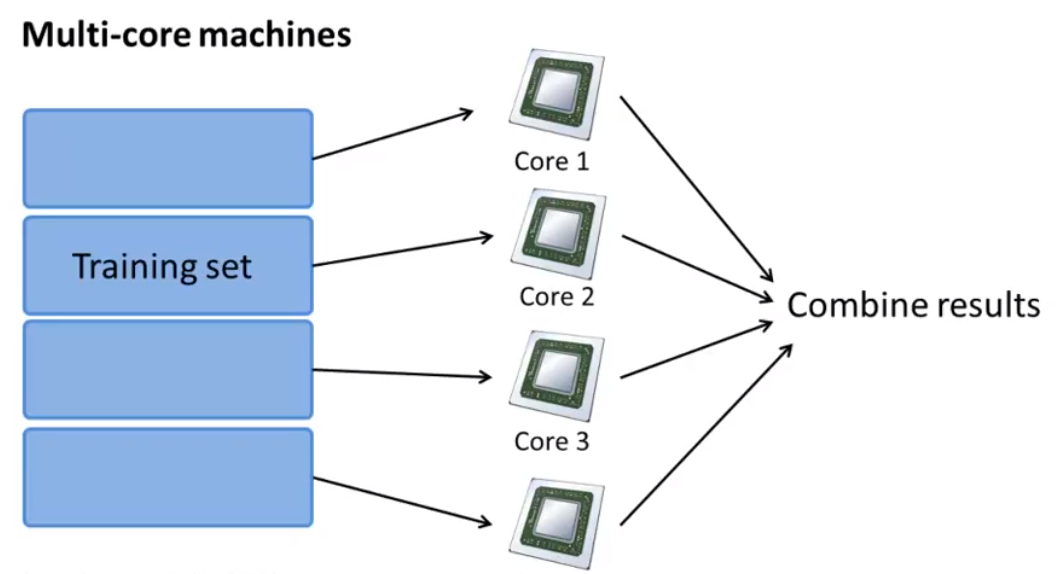 Multi-core machines
Core 1
Training set
Core 2
Combine results
Core 3